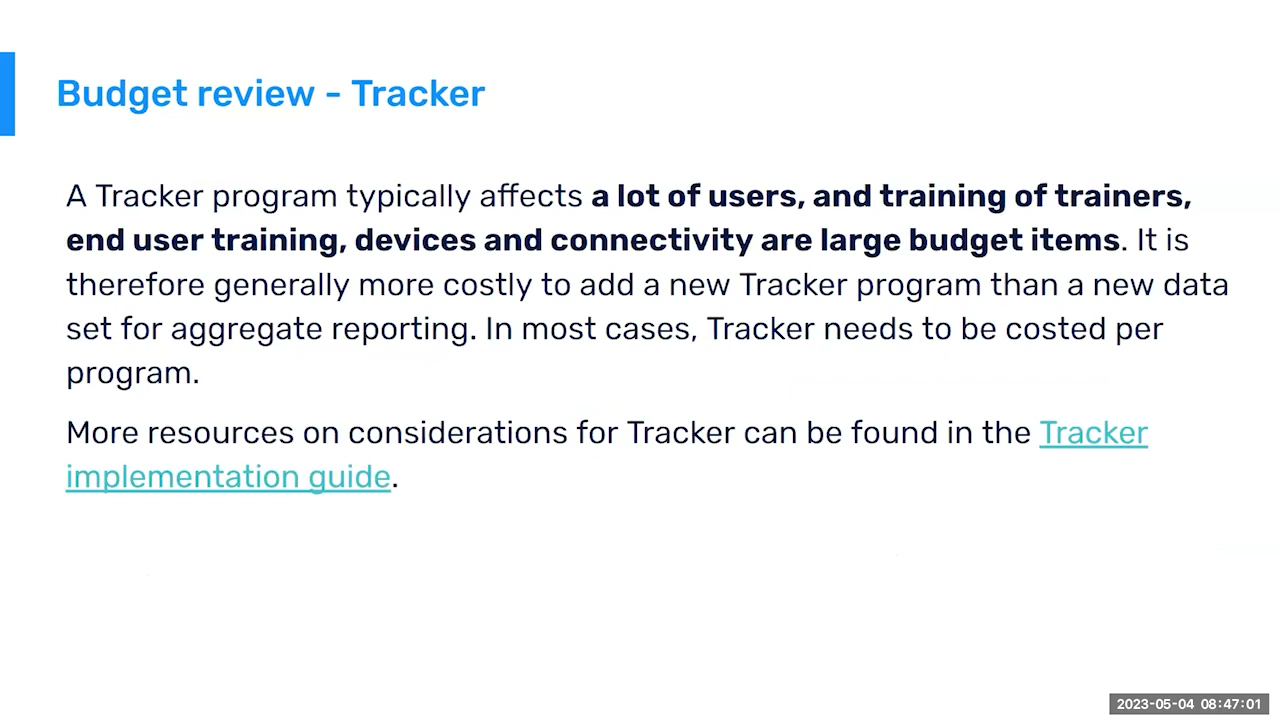 Budget review - Tracker
A Tracker program typically affects a lot of users, and training of trainers,
end user training, devices and connectivity are large budget items. It is
therefore generally more costly to add a new Tracker program than a new data
set for aggregate reporting. In most cases, Tracker needs to be costed per
program.
More resources on considerations for Tracker can be found in the Tracker
implementation guide.
2023-05-04 08:47:01